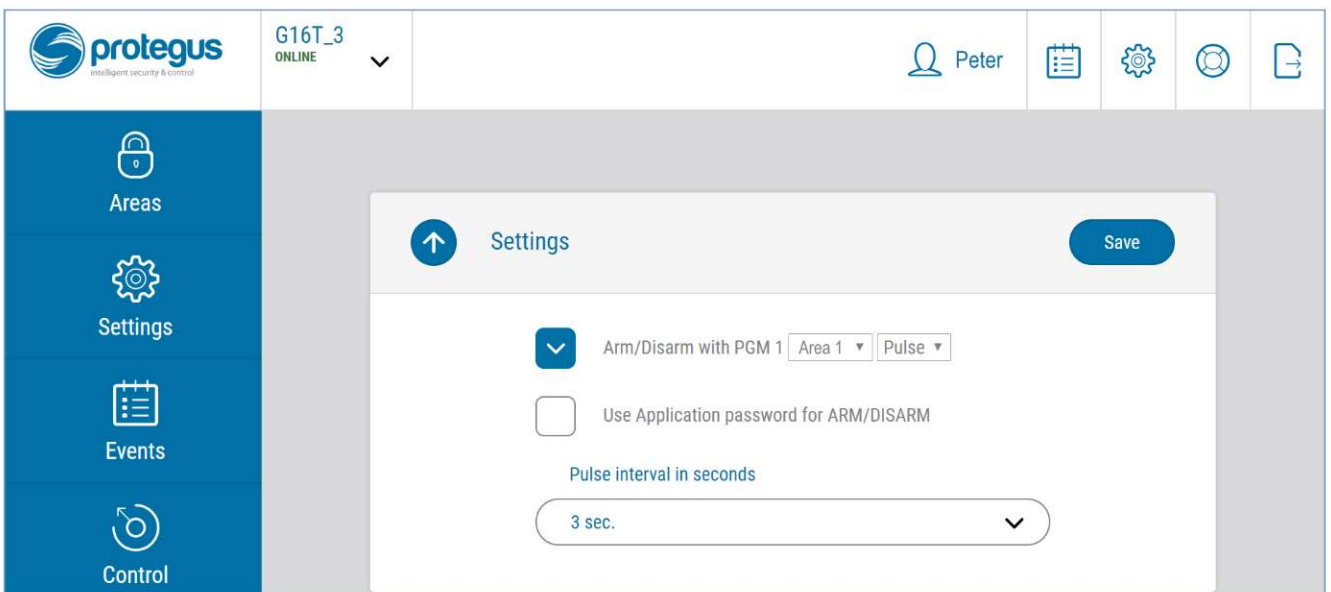 protegus
intelligent security & control
G16T_3
ONLINE
Peter
Areas
Settings
Events
Control
Settings
Save
Arm/Disarm with PGM 1 Area 1 Pulse
Use Application password for ARM/DISARM
Pulse interval in seconds
3 sec.